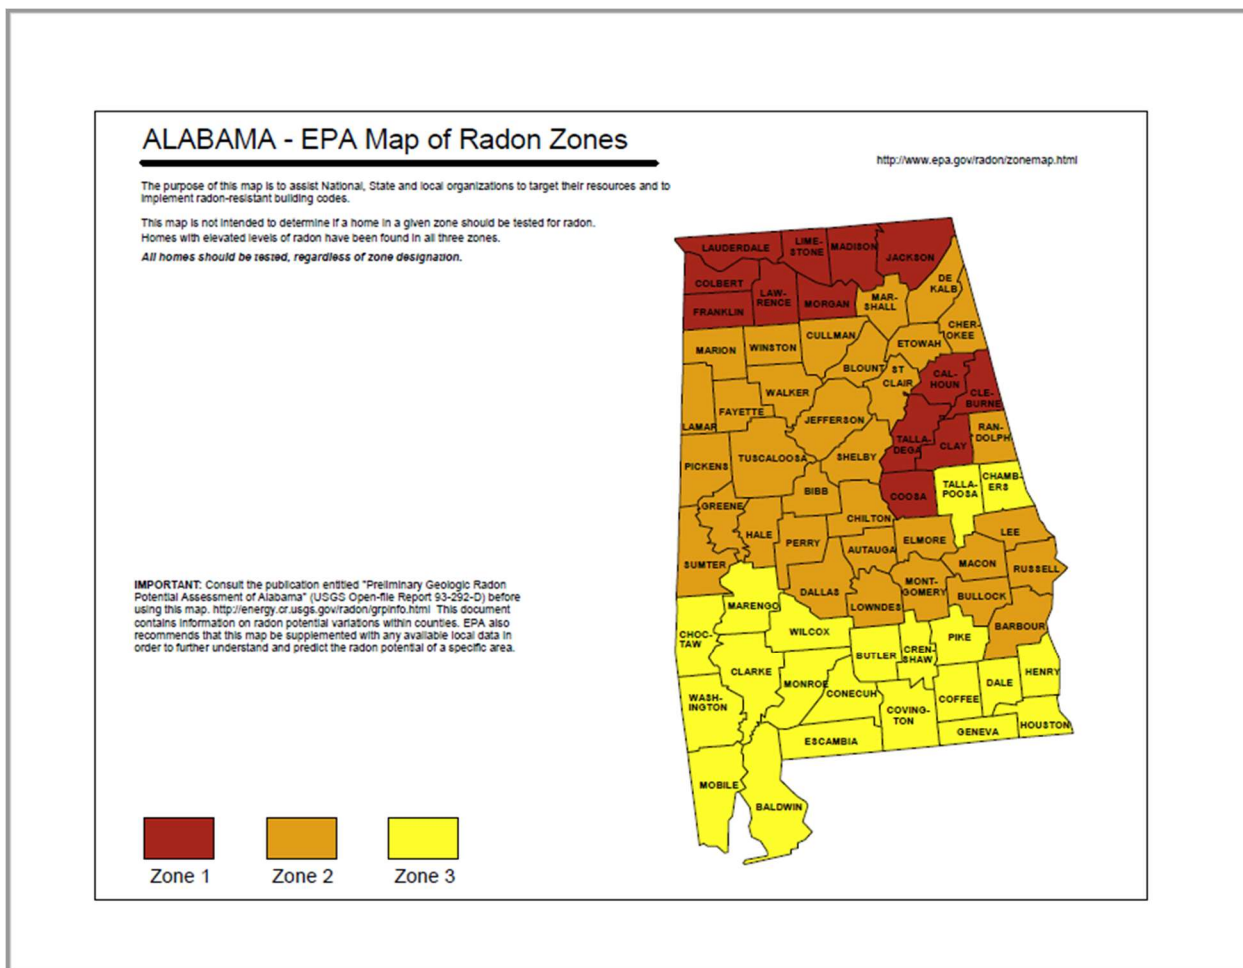 ALABAMA - EPA Map of Radon Zones
http://www.epa.gov/radon/zonemap.html
The purpose of this map is to assist National, State and local organizations to target their resources and to
implement radon-resistant building codes.
This map is not intended to determine if a home in a given zone should be tested for radon.
Homes with elevated levels of radon have been found in all three zones.
All homes should be tested, regardless of zone designation.
LAUDERDALE
LIME-
STONE
MADISON
JACKSON
COLBERT
LAW-
RENCE
FRANKLIN
MORGAN
MAR-
SHALL
DE
KALB
CHER-
OKEE
MARION
WINSTON
CULLMAN
ETOWAH
BLOUNT
ST
CLAIR
CAL-
HOUN
CLE-
BURNE
WALKER
FAYETTE
LAMAR
JEFFERSON
TALLA-
DEGA
CLAY
RAN-
DOLPH
PICKENS
TUSCALOOSA
SHELBY
BIBB
COOSA
TALLA-
POOSA
CHAMB-
ERS
GREENE
HALE
PERRY
CHILTON
AUTAUGA
ELMORE
LEE
MACON
RUSSELL
SUMTER
DALLAS
LOWNDES
MONT-
GOMERY
BULLOCK
MARENGO
WILCOX
BUTLER
CREN-
SHAW
PIKE
BARBOUR
CHOC-
TAW
CLARKE
MONROE
CONECUH
COVING-
TON
COFFEE
DALE
HENRY
WASH-
INGTON
ESCAMBIA
GENEVA
HOUSTON
MOBILE
BALDWIN
IMPORTANT: Consult the publication entitled "Preliminary Geologic Radon
Potential Assessment of Alabama" (USGS Open-file Report 93-292-D) before
using this map. http://energy.cr.usgs.gov/radon/grpinfo.html This document
contains information on radon potential variations within counties. EPA also
recommends that this map be supplemented with any available local data in
order to further understand and predict the radon potential of a specific area.
Zone 1
Zone 2
Zone 3